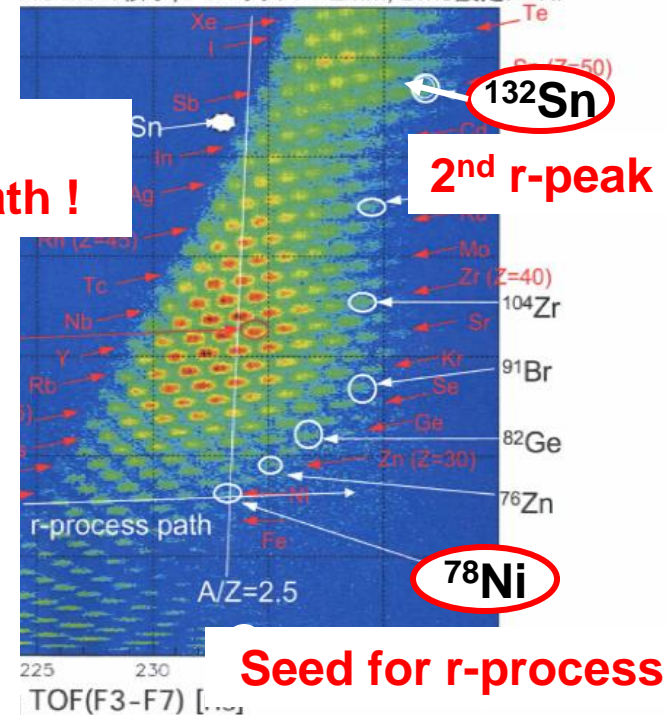 Xe
Te
I
(Z=50)
132Sn
Sb
Sn
Cd
In
2nd r-peak
Ag
ath !
Ru
Rh (Z=45)
Mo
Zr (Z=40)
Tc
104Zr
Nb
Sr
Y
Kr
91Br
Rb
Se
Ge
82Ge
Zn (Z=30)
76Zn
Ni
r-process path
Fe
78Ni
A/Z=2.5
Seed for r-process
225
230
TOF(F3-F7)